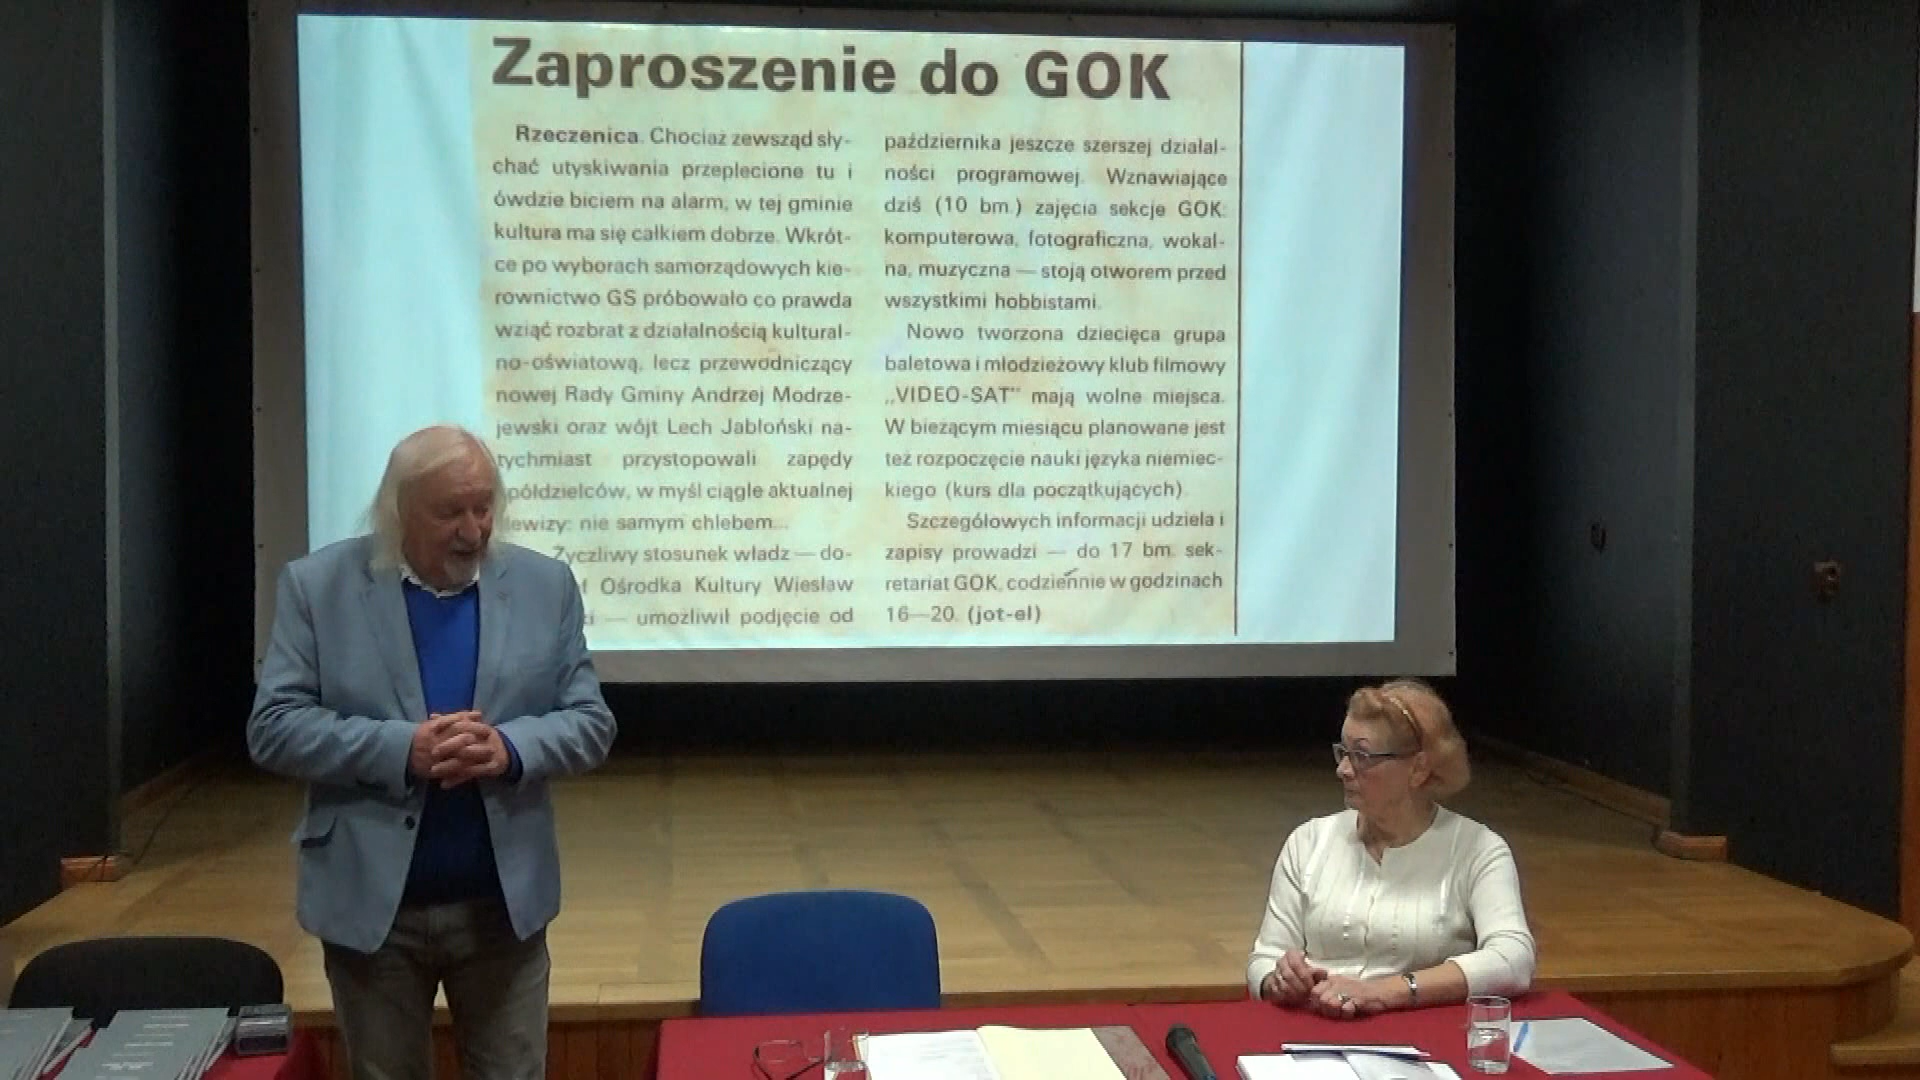 Zaproszenie do GOK
Rzeczenica. Chociaż zewsząd sły-
chać utyskiwania przeplecione tu i
ówdzie biciem na alarm, w tej gminie
kultura ma się całkiem dobrze. Wkrót-
ce po wyborach samorządowych kie-
rownictwo GS próbowało co prawda
wziąć rozbrat z działalnością kultural-
no-oświatową, lecz przewodniczący
nowej Rady Gminy Andrzej Modrze-
jewski oraz wójt Lech Jabłoński na-
tychmiast przystopowali zapędy
półdzielców, w myśl ciągle aktualnej
dewizy: nie samym chlebem...
Życzliwy stosunek władz — do-
f Ośrodka Kultury Wiesław
i — umożliwił podjęcie od
października jeszcze szerszej działal-
ności programowej. Wznawiające
dziś (10 bm.) zajęcia sekcje GOK:
komputerowa, fotograficzna, wokal-
na, muzyczna — stoją otworem przed
wszystkimi hobbistami.
Nowo tworzona dziecięca grupa
baletowa i młodzieżowy klub filmowy
„VIDEO-SAT" mają wolne miejsca.
W bieżącym miesiącu planowane jest
też rozpoczęcie nauki języka niemiec-
kiego (kurs dla początkujących).
Szczegółowych informacji udziela i
zapisy prowadzi — do 17 bm. sek-
retariat GOK, codziennie w godzinach
16—20. (jot-el)